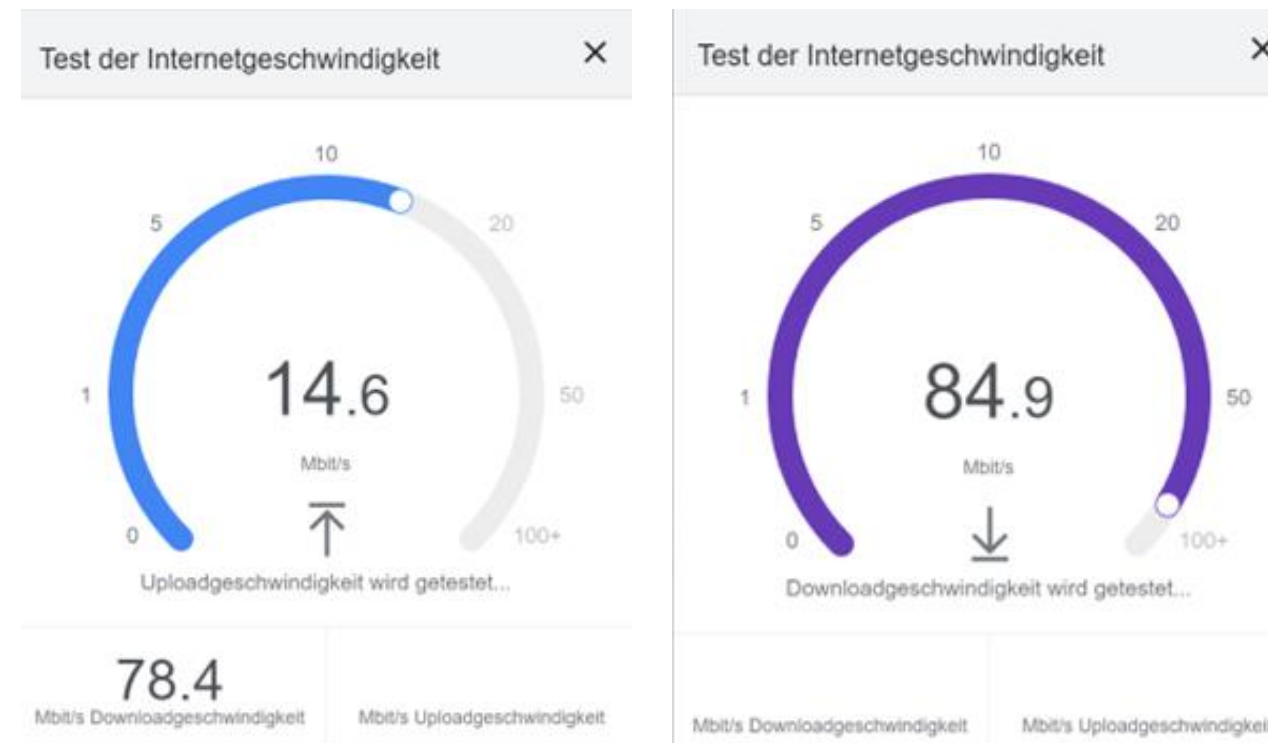 Test der Internetgeschwindigkeit ×
10
5
20
1
14.6
50
Mbit/s
0
100+
Uploadgeschwindigkeit wird getestet...
78.4
Mbit/s Downloadgeschwindigkeit
Mbit/s Uploadgeschwindigkeit
Test der Internetgeschwindigkeit ×
10
5
20
1
84.9
50
Mbit/s
0
100+
Downloadgeschwindigkeit wird getestet...
Mbit/s Downloadgeschwindigkeit
Mbit/s Uploadgeschwindigkeit